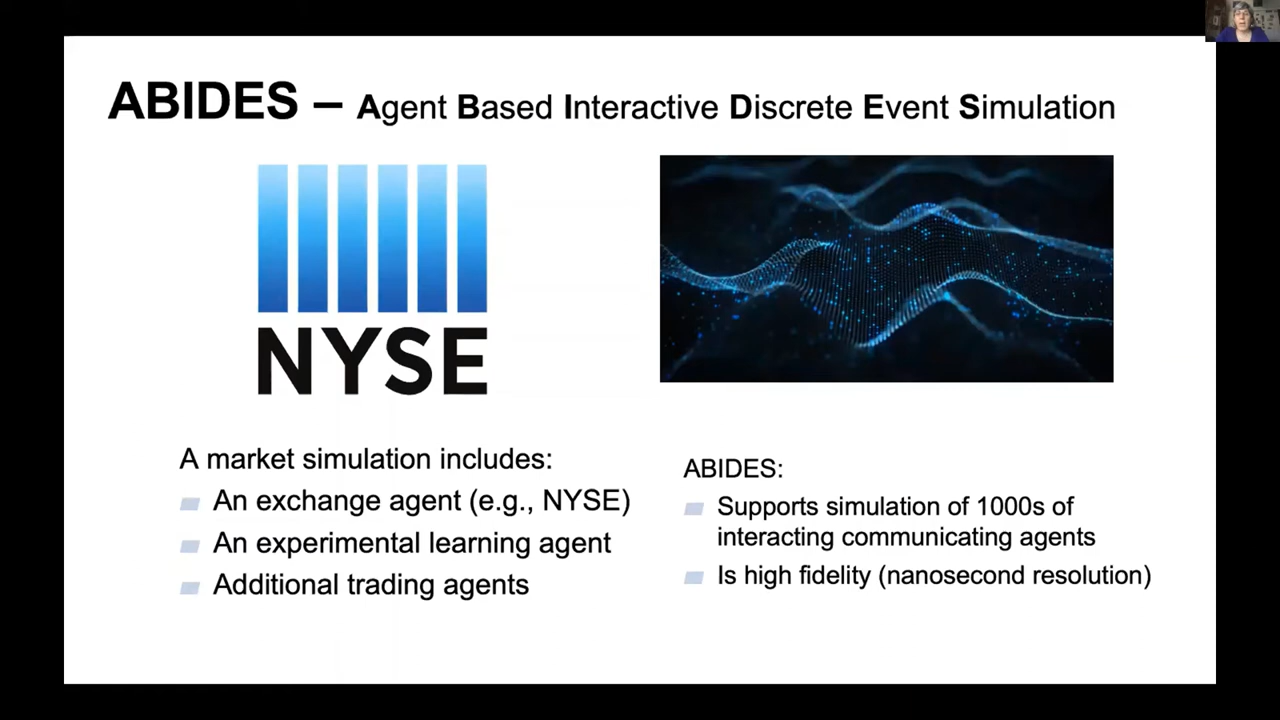 ABIDES – Agent Based Interactive Discrete Event Simulation
NYSE
A market simulation includes:
An exchange agent (e.g., NYSE)
An experimental learning agent
Additional trading agents
ABIDES:
Supports simulation of 1000s of
interacting communicating agents
Is high fidelity (nanosecond resolution)